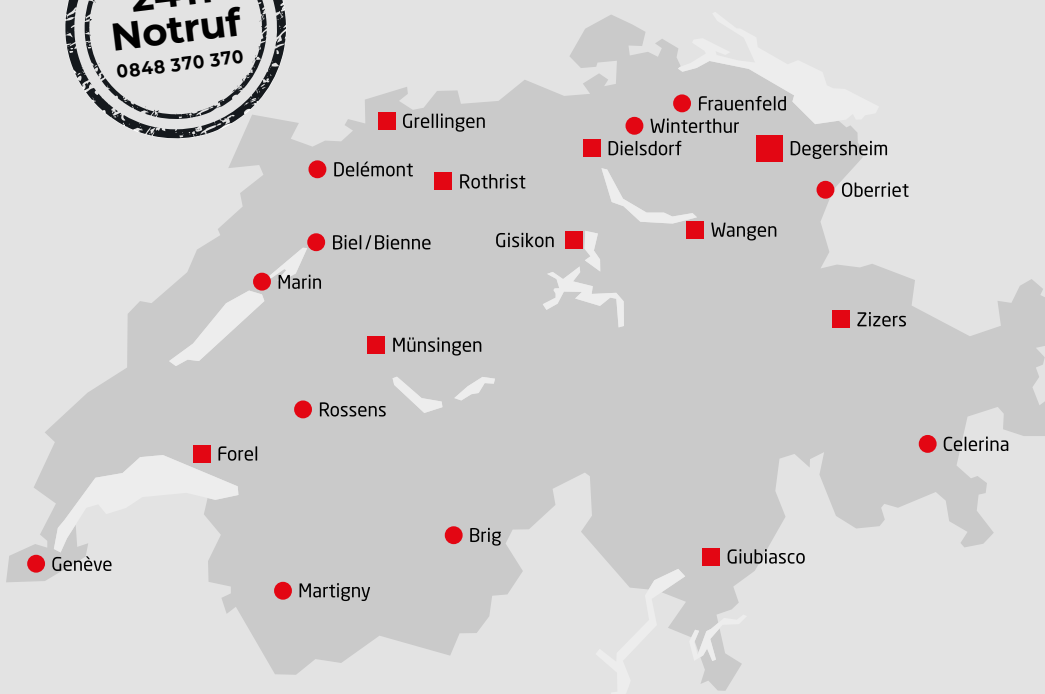 24h
Notruf
0848 370 370
Frauenfeld
Grellingen
Winterthur
Dielsdorf
Degersheim
Delémont
Rothrist
Oberriet
Wangen
Biel/Bienne
Gisikon
Marin
Zizers
Münsingen
Rossens
Celerina
Forel
Brig
Giubiasco
Genève
Martigny